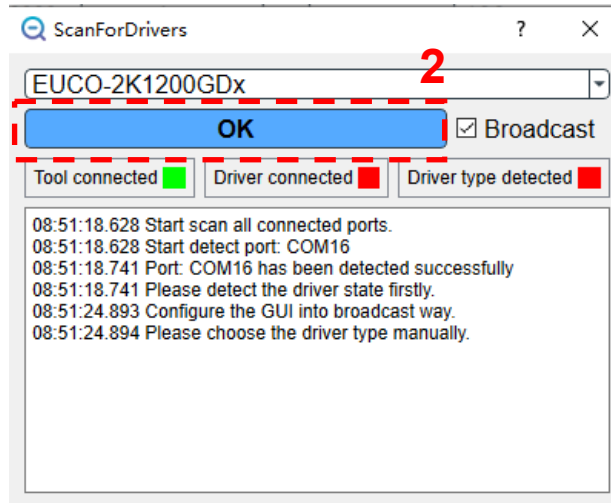 ScanForDrivers ? ×
2
EUCO-2K1200GDx
OK Broadcast
Tool connected Driver connected Driver type detected
08:51:18.628 Start scan all connected ports.
08:51:18.628 Start detect port: COM16
08:51:18.741 Port: COM16 has been detected successfully
08:51:18.741 Please detect the driver state firstly.
08:51:24.893 Configure the GUI into broadcast way.
08:51:24.894 Please choose the driver type manually.